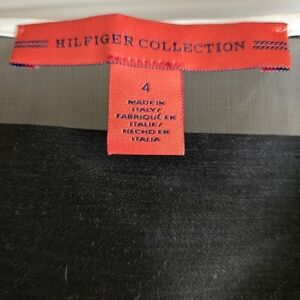 HILFIGER COLLECTION
4
MADE IN
ITALY/
FABRIQUÉ EN
ITALIE/
HECHO EN
ITALIA